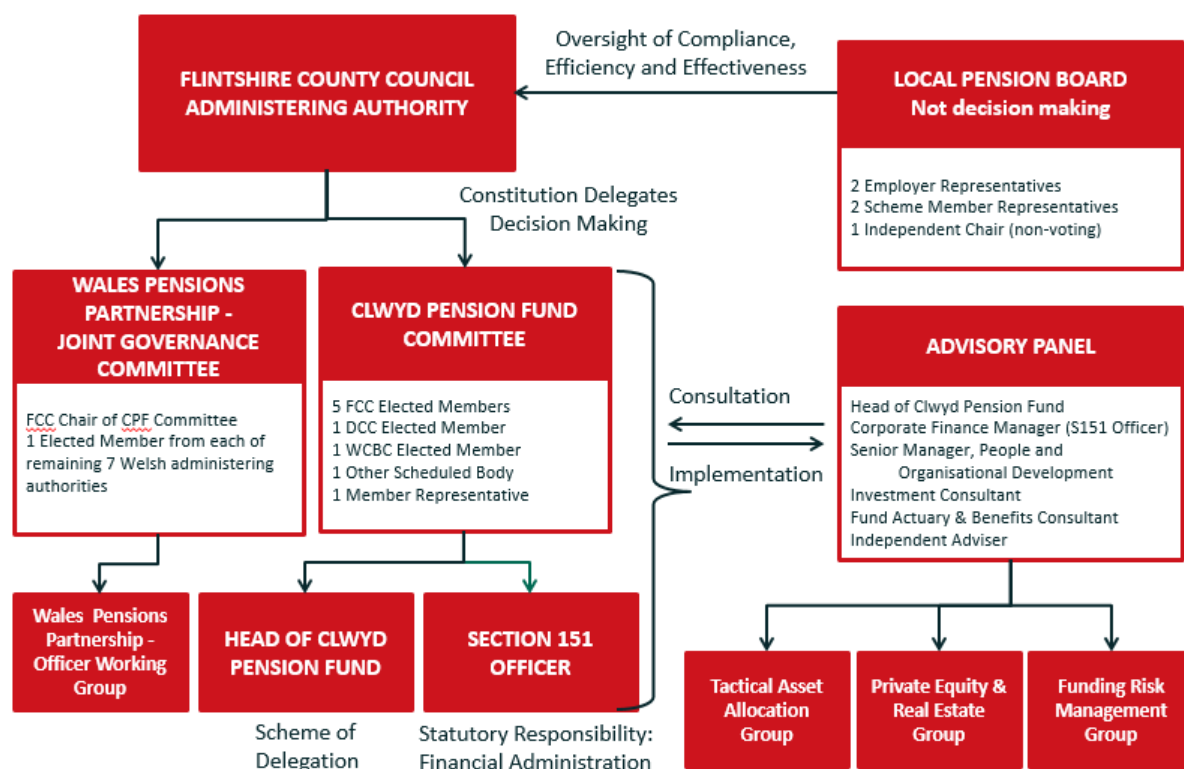 FLINTSHIRE COUNTY COUNCIL
ADMINISTERING AUTHORITY
Oversight of Compliance,
Efficiency and Effectiveness
LOCAL PENSION BOARD
Not decision making
2 Employer Representatives
2 Scheme Member Representatives
1 Independent Chair (non-voting)
Constitution Delegates
Decision Making
WALES PENSIONS
PARTNERSHIP -
JOINT GOVERNANCE
COMMITTEE
FCC Chair of CPF Committee
1 Elected Member from each of
remaining 7 Welsh administering
authorities
CLWYD PENSION FUND
COMMITTEE
5 FCC Elected Members
1 DCC Elected Member
1 WCBC Elected Member
1 Other Scheduled Body
1 Member Representative
Consultation
Implementation
ADVISORY PANEL
Head of Clwyd Pension Fund
Corporate Finance Manager (S151 Officer)
Senior Manager, People and
Organisational Development
Investment Consultant
Fund Actuary & Benefits Consultant
Independent Adviser
Wales Pensions
Partnership -
Officer Working
Group
HEAD OF CLWYD
PENSION FUND
SECTION 151
OFFICER
Scheme of
Delegation
Statutory Responsibility:
Financial Administration
Tactical Asset
Allocation
Group
Private Equity &
Real Estate
Group
Funding Risk
Management
Group